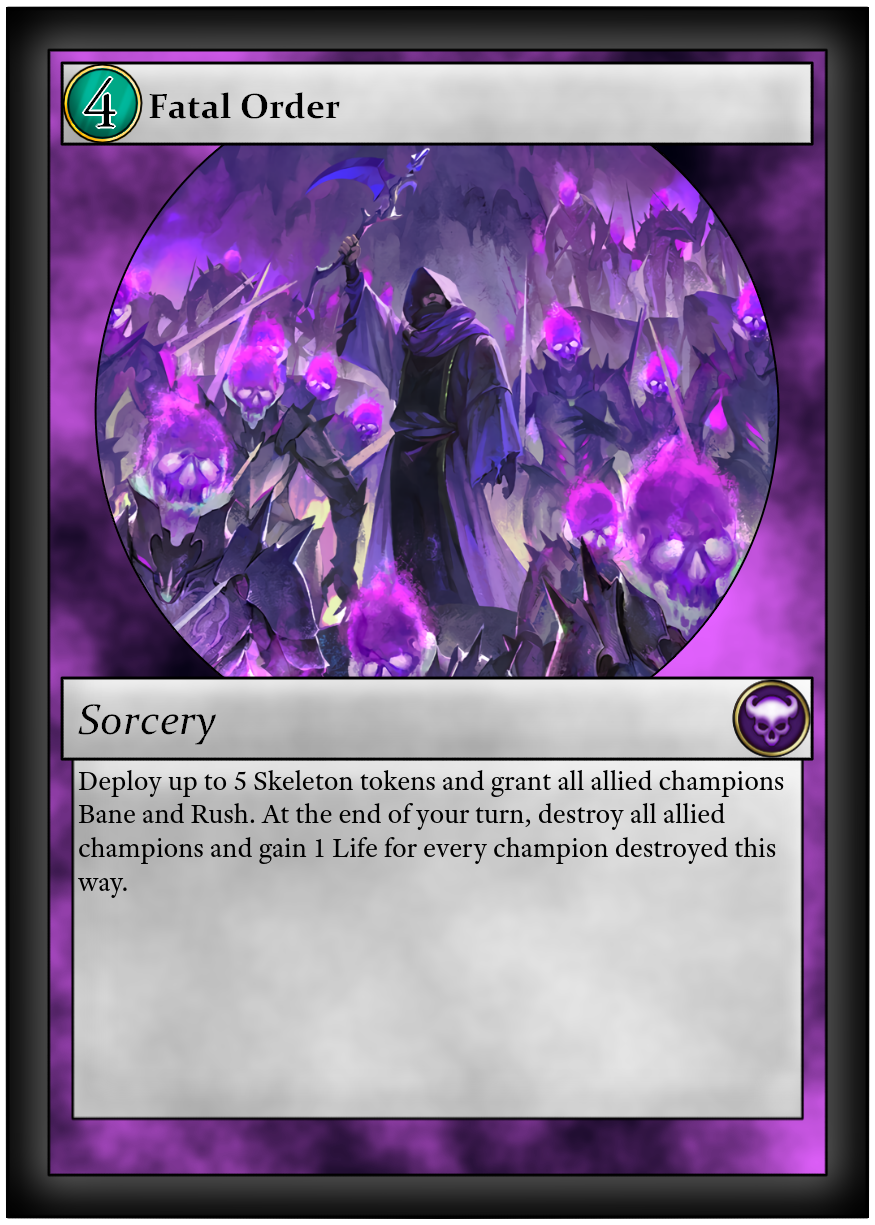 4 Fatal Order
Sorcery
Deploy up to 5 Skeleton tokens and grant all allied champions
Bane and Rush. At the end of your turn, destroy all allied
champions and gain 1 Life for every champion destroyed this
way.